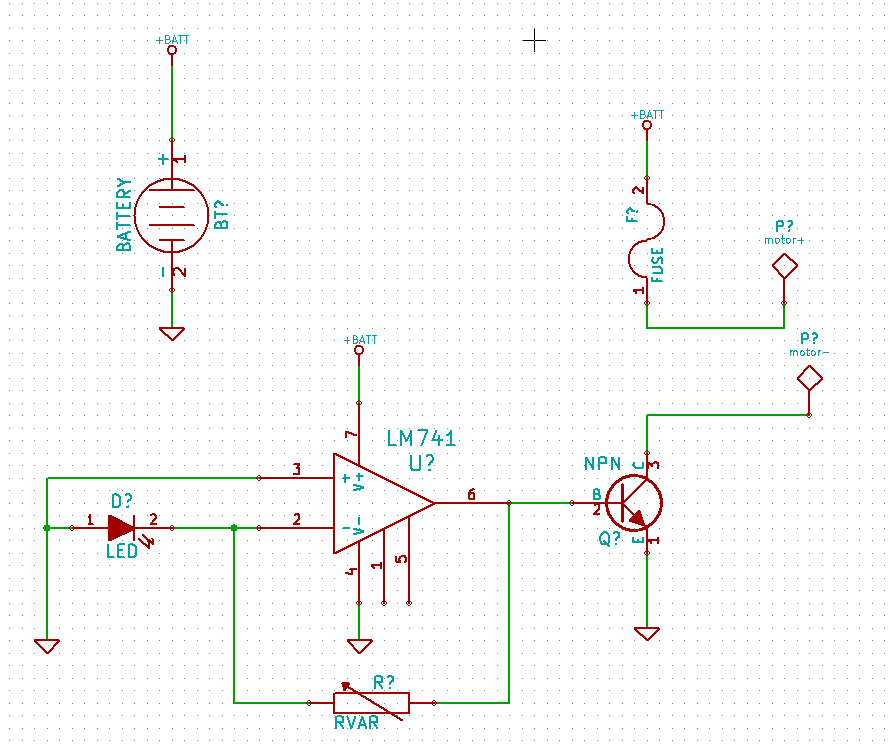 +BATT
+ 1
BATTERY
BT?
- 2
+BATT
2
F?
FUSE
1
P?
motor+
P?
motor-
+BATT
7
LM741
U?
3
+
V+
6
2
-
V-
4
1
5
D?
1
2
LED
NPN
C
3
B
2
Q?
E
1
R?
RVAR